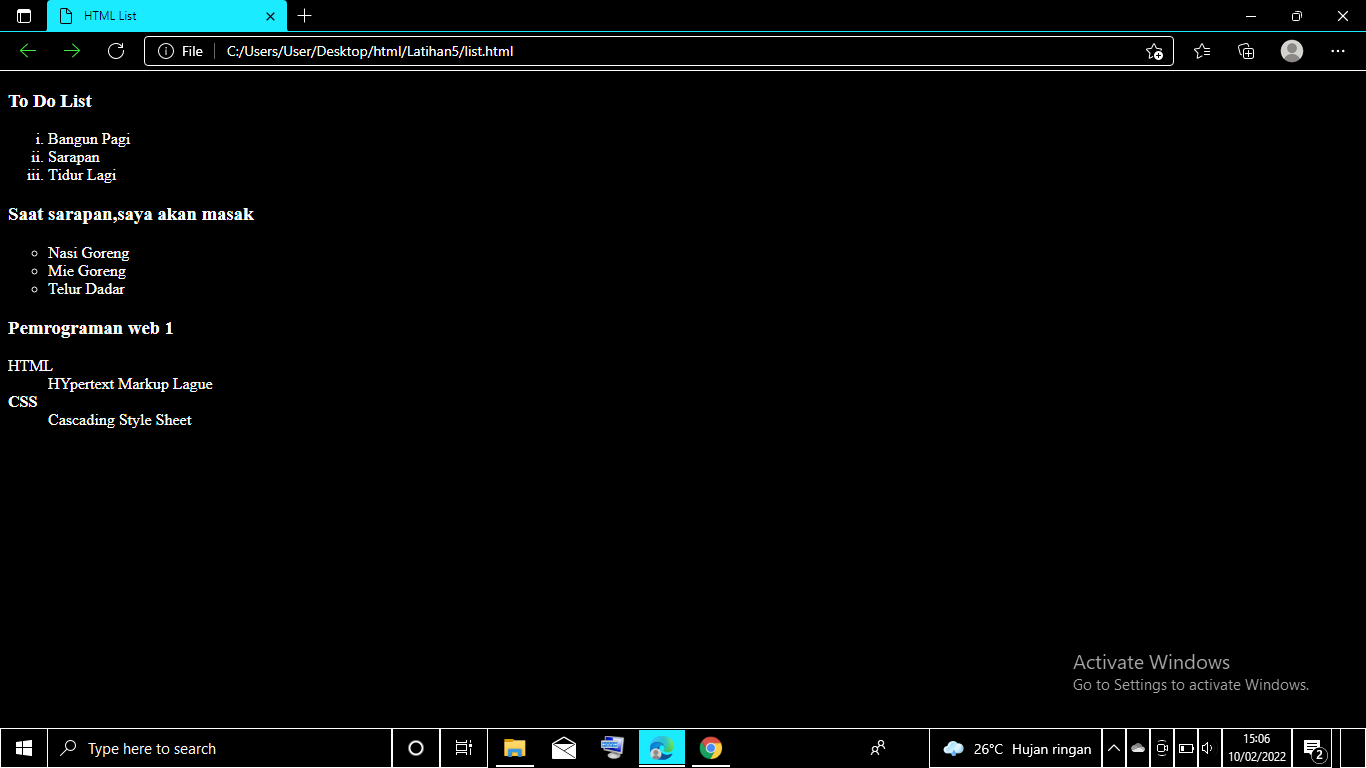 HTML List
File
C:/Users/User/Desktop/html/Latihan5/list.html
To Do List
i. Bangun Pagi
ii. Sarapan
iii. Tidur Lagi
Saat sarapan,saya akan masak
Nasi Goreng
Mie Goreng
Telur Dadar
Pemrograman web 1
HTML
HYpertext Markup Lague
CSS
Cascading Style Sheet
Activate Windows
Go to Settings to activate Windows.
Type here to search
26°C Hujan ringan
15:06
10/02/2022
2